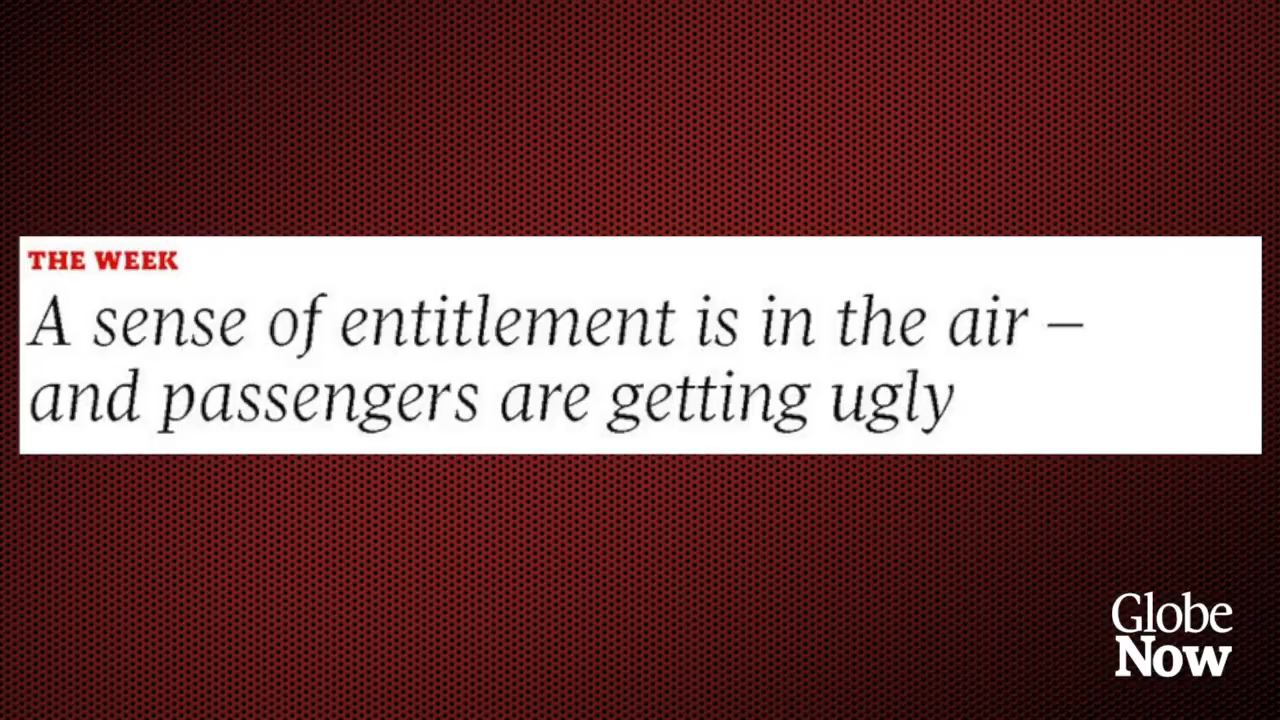 THE WEEK
A sense of entitlement is in the air –
and passengers are getting ugly
Globe
Now